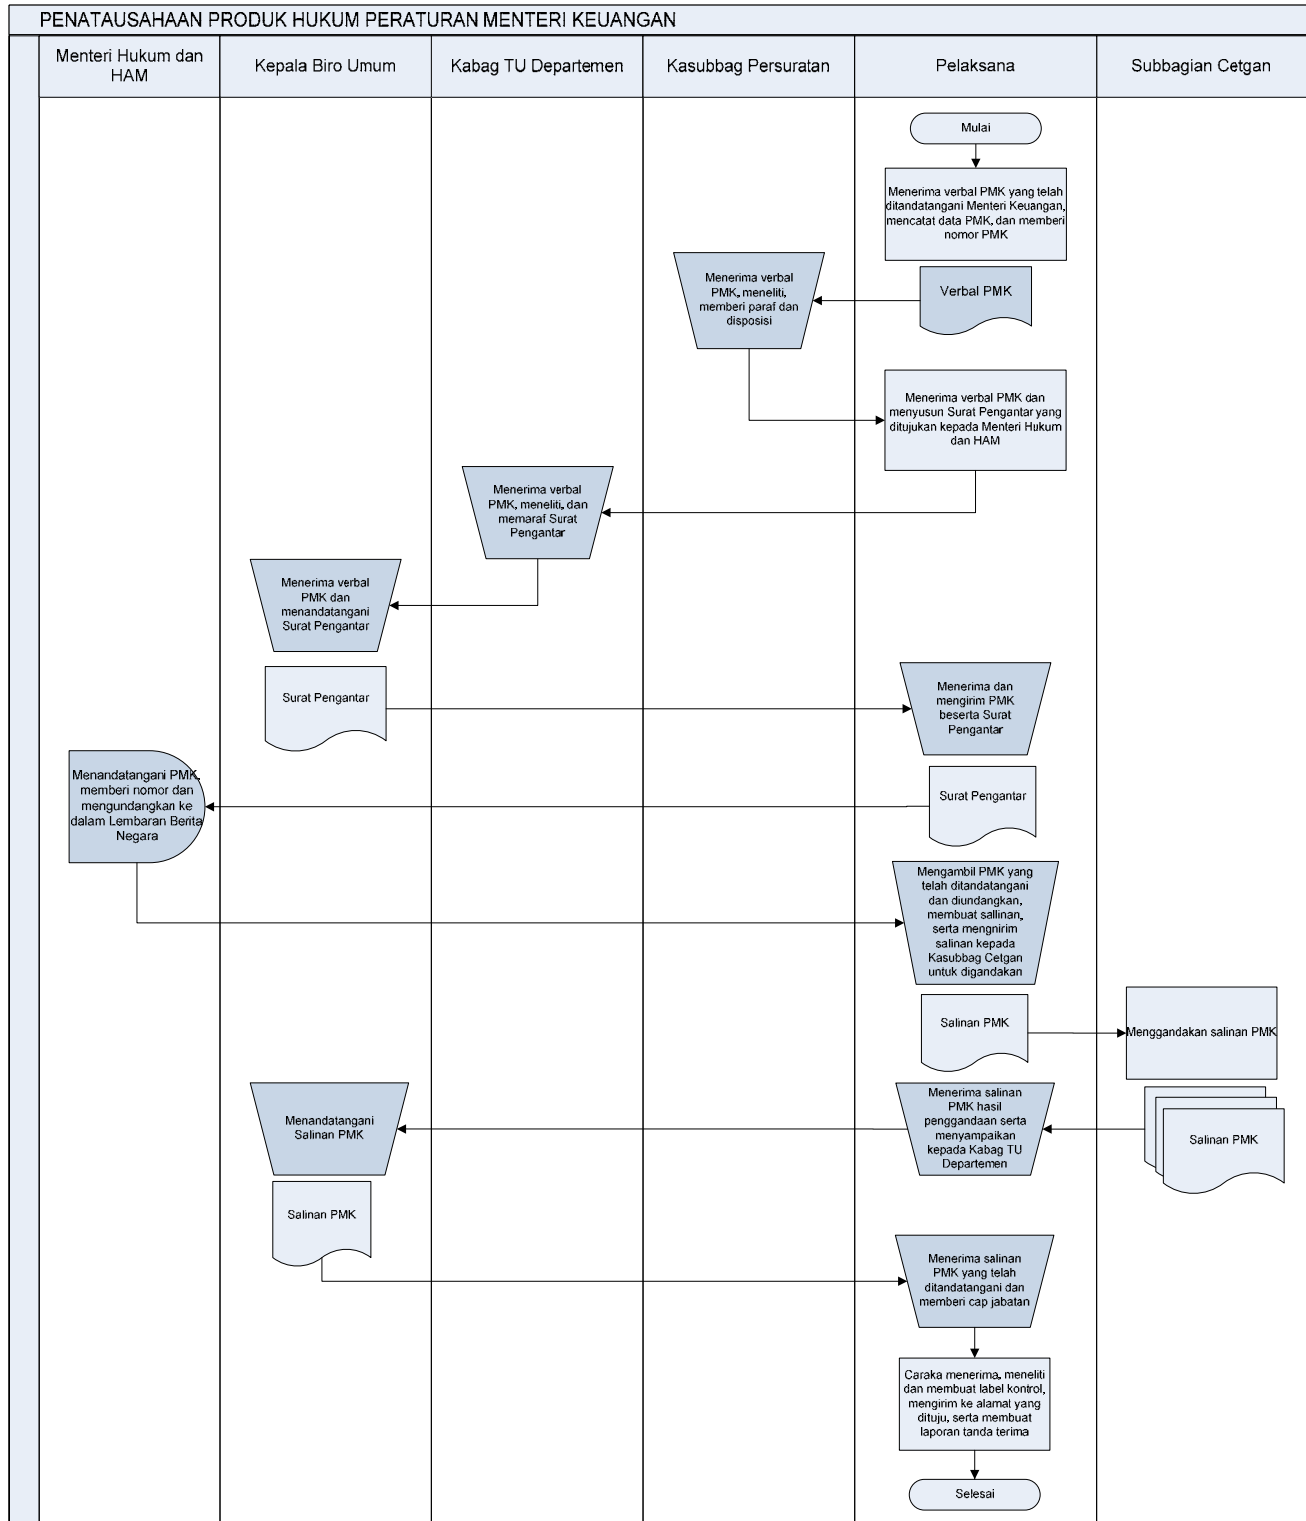 PENATAUSAHAAN PRODUK HUKUM PERATURAN MENTERI KEUANGAN
Menteri Hukum dan
HAM
Kepala Biro Umum
Kabag TU Departemen
Kasubbag Persuratan
Pelaksana
Subbagian Cetgan
Mulai
Menerima verbal PMK yang telah
ditandatangani Menteri Keuangan,
mencatat data PMK, dan memberi
nomor PMK
Verbal PMK
Menerima verbal
PMK, meneliti,
memberi paraf dan
disposisi
Menerima verbal PMK dan
menyusun Surat Pengantar yang
ditujukan kepada Menteri Hukum
dan HAM
Menerima verbal
PMK, meneliti, dan
memaraf Surat
Pengantar
Menerima verbal
PMK dan
menandatangani
Surat Pengantar
Surat Pengantar
Menerima dan
mengirim PMK
beserta Surat
Pengantar
Surat Pengantar
Menandatangani PMK,
memberi nomor dan
mengundangkan ke
dalam Lembaran Berita
Negara
Mengambil PMK yang
telah ditandatangani
dan diundangkan,
membuat sallinan,
serta mengnirim
salinan kepada
Kasubbag Cetgan
untuk digandakan
Salinan PMK
Menggandakan salinan PMK
Salinan PMK
Menerima salinan
PMK hasil
penggandaan serta
menyampaikan
kepada Kabag TU
Departemen
Menandatangani
Salinan PMK
Salinan PMK
Menerima salinan
PMK yang telah
ditandatangani dan
memberi cap jabatan
Caraka menerima, meneliti
dan membuat label kontrol,
mengirim ke alamat yang
dituju, serta membuat
laporan tanda terima
Selesai